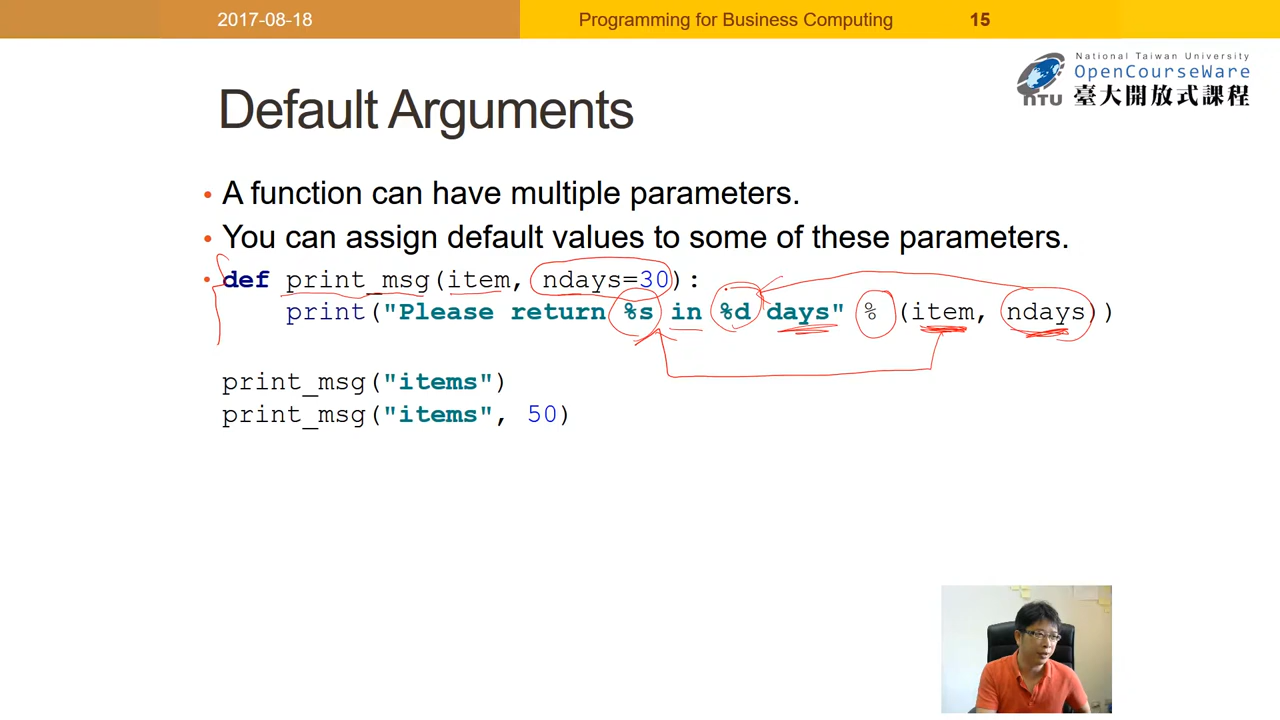 2017-08-18
Programming for Business Computing
15
National Taiwan University
OpenCourseWare
臺大開放式課程
NTU
Default Arguments
• A function can have multiple parameters.
• You can assign default values to some of these parameters.
• def print_msg(item, ndays=30):
print("Please return %s in %d days" % (item, ndays))
print_msg("items")
print_msg("items", 50)